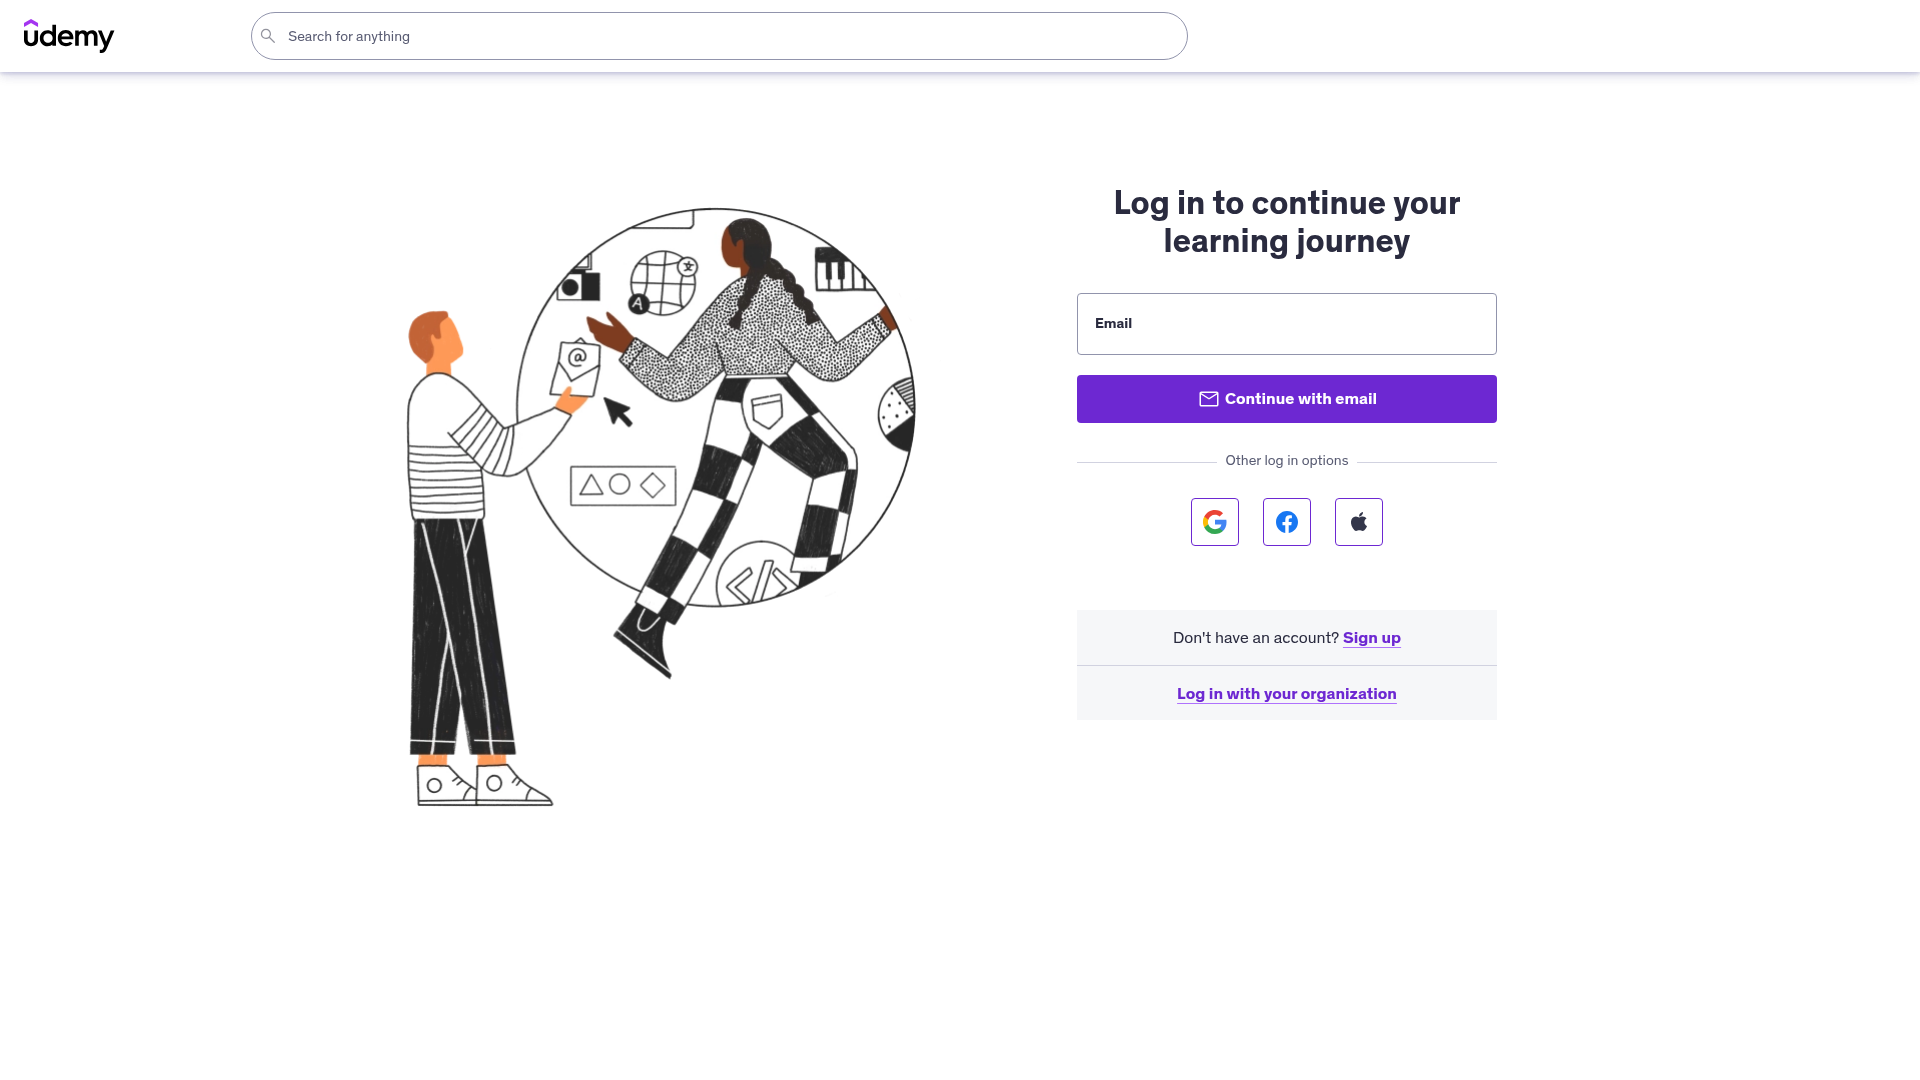 udemy
Search for anything
Log in to continue your
learning journey
Email
Continue with email
Other log in options
Don't have an account? Sign up
Log in with your organization
@
A
文
</>